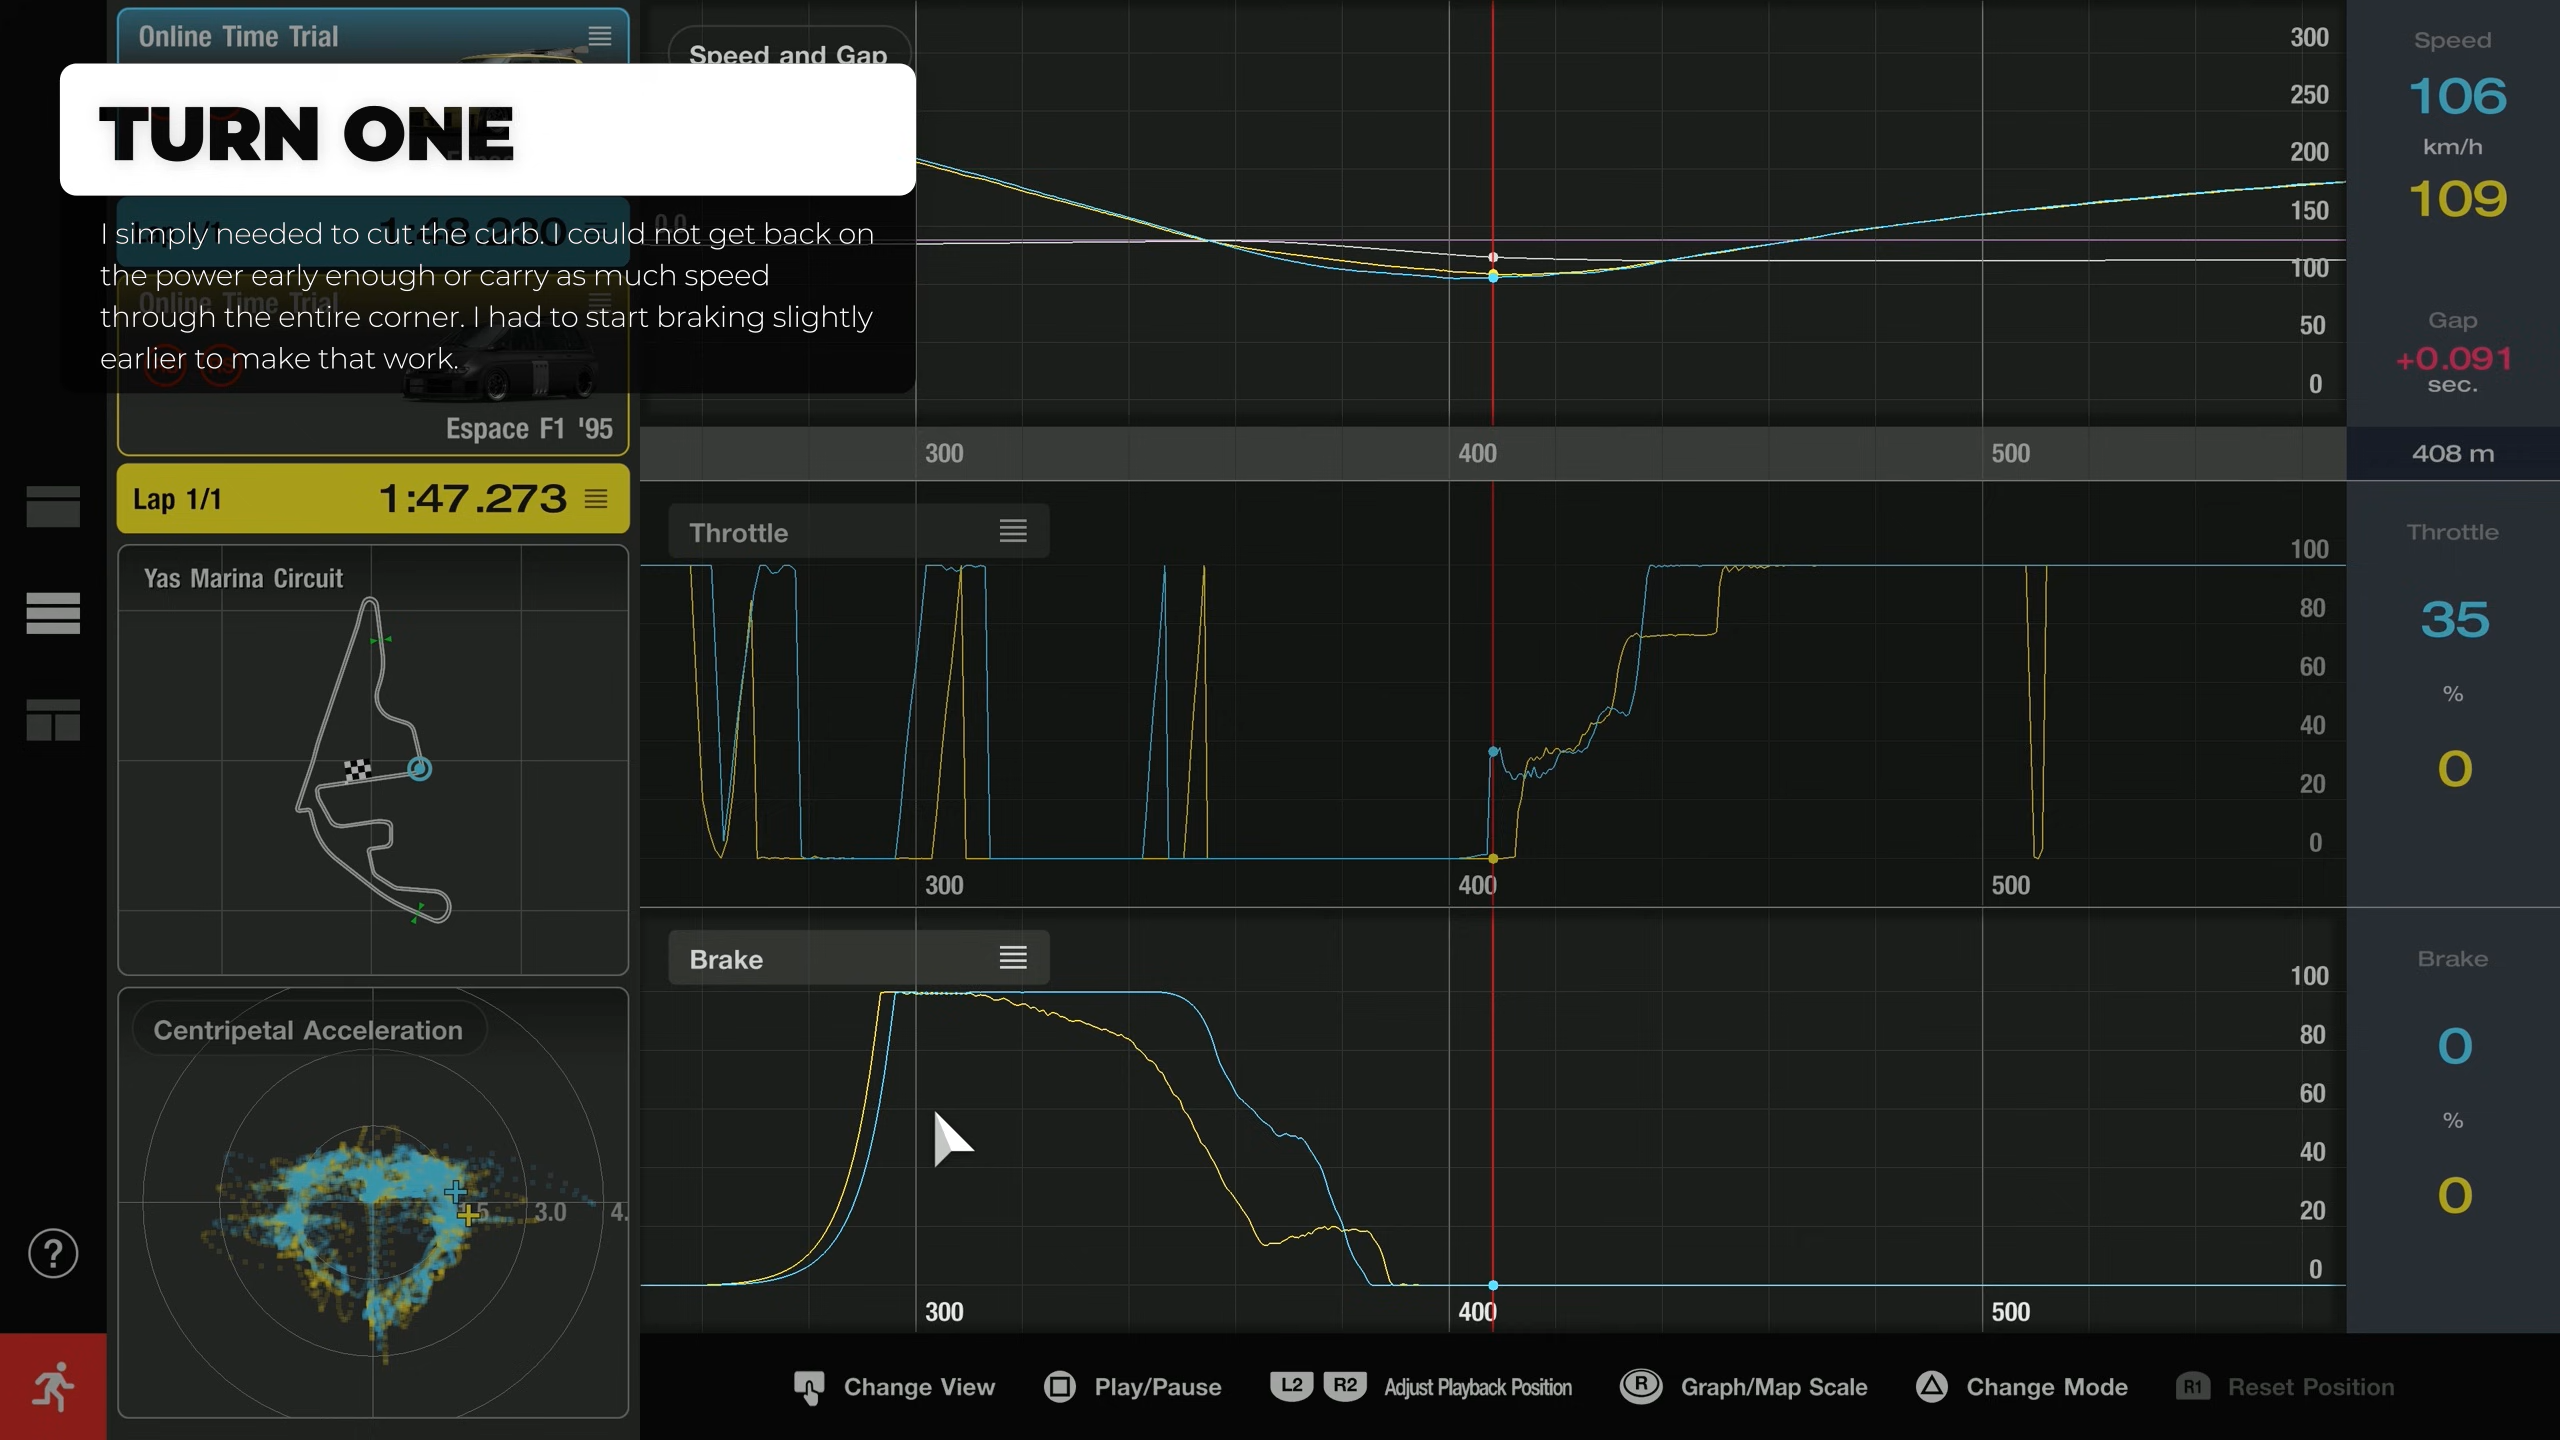 Online Time Trial
Speed and Gap
TURN ONE
I simply needed to cut the curb. I could not get back on
the power early enough or carry as much speed
through the entire corner. I had to start braking slightly
earlier to make that work.
Online Time Trial
0.0
Espace F1 '95
Lap 1/1 1:47.273
Yas Marina Circuit
Centripetal Acceleration
3.0 4.
300
250
200
150
100
50
0
300 400 500
Throttle
100
80
60
40
20
0
300 400 500
Brake
100
80
60
40
20
0
300 400 500
Speed
106
km/h
109
Gap
+0.091
sec.
408 m
Throttle
35
%
0
Brake
0
%
0
?
Change View Play/Pause L2 R2 Adjust Playback Position R Graph/Map Scale Change Mode R1 Reset Position